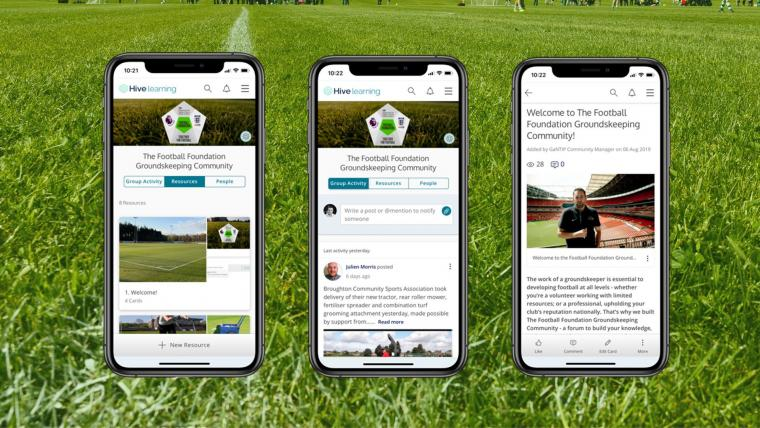 10:21
Hive learning
The Football Foundation
Groundskeeping Community
Group Activity
Resources
People
8 Resources
1. Welcome!
4 Cards
+ New Resource
10:22
Hive learning
The Football Foundation
Groundskeeping Community
Group Activity
Resources
People
Write a post or @mention to notify
someone
Last activity yesterday
Julien Morris posted
6 days ago
Broughton Community Sports Association took
delivery of their new tractor, rear roller mower,
fertiliser spreader and combination turf
grooming attachment yesterday, made possible
by support from...... Read more
10:22
Welcome to The Football
Foundation Groundskeeping
Community!
Added by GaNTIP Community Manager on 06 Aug 2019
28
0
Welcome to the Football Foundation Ground...
The work of a groundskeeper is essential to
developing football at all levels - whether
you're a volunteer working with limited
resources; or a professional, upholding your
club's reputation nationally. That's why we built
The Football Foundation Groundskeeping
Community - a forum to build your knowledge,
Like
Comment
Edit Card
More